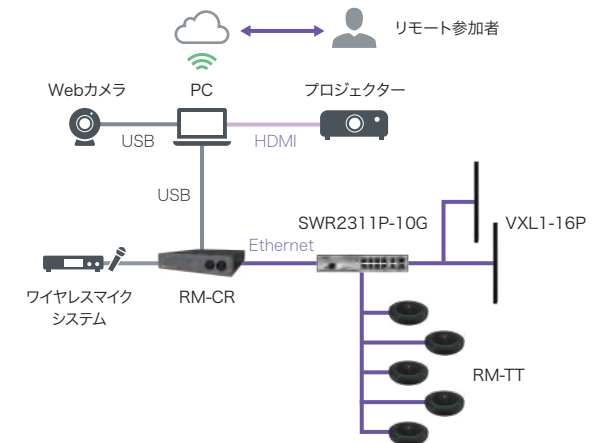 リモート参加者
Webカメラ
PC
プロジェクター
USB
HDMI
USB
SWR2311P-10G
VXL1-16P
Ethernet
ワイヤレスマイク
システム
RM-CR
RM-TT